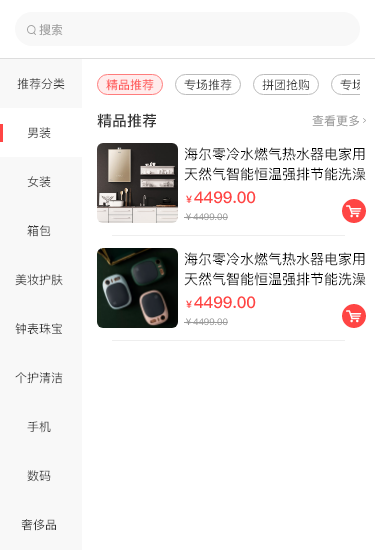 搜索
推荐分类
男装
女装
箱包
美妆护肤
钟表珠宝
个护清洁
手机
数码
奢侈品
精品推荐 专场推荐 拼团抢购 专场
精品推荐 查看更多
海尔零冷水燃气热水器电家用
天然气智能恒温强排节能洗澡
¥4499.00
¥4499.00
海尔零冷水燃气热水器电家用
天然气智能恒温强排节能洗澡
¥4499.00
¥4499.00